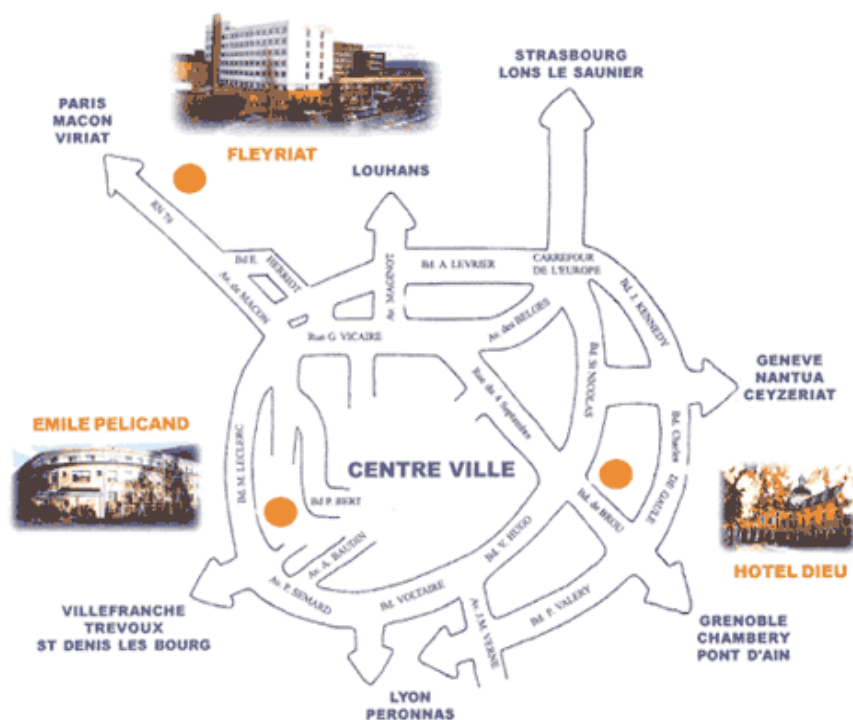 STRASBOURG
LONS LE SAUNIER
PARIS
MACON
VIRIAT
FLEYRIAT
LOUHANS
RN 79
Bd E.
HERRIOT
Av. de MACON
Av. MAGINOT
Bd. A. LEVRIER
CARREFOUR
DE L'EUROPE
Bd. J. KENNEDY
Rue G. VICAIRE
Av. des BELGES
Rue du 4 Septembre
Bd. St NICOLAS
GENEVE
NANTUA
CEYZERIAT
EMILE PELICAND
Bd. M. LECLERC
CENTRE VILLE
Bd. Charles
DE GAULE
Bd P. BERT
Bd. de BROU
Bd. V. HUGO
Av. A. BAUDIN
HOTEL DIEU
Av. P. SEMARD
Bd. VOLTAIRE
Av. J.M. VERNE
Bd. P. VALERY
VILLEFRANCHE
TREVOUX
ST DENIS LES BOURG
GRENOBLE
CHAMBERY
PONT D'AIN
LYON
PERONNAS